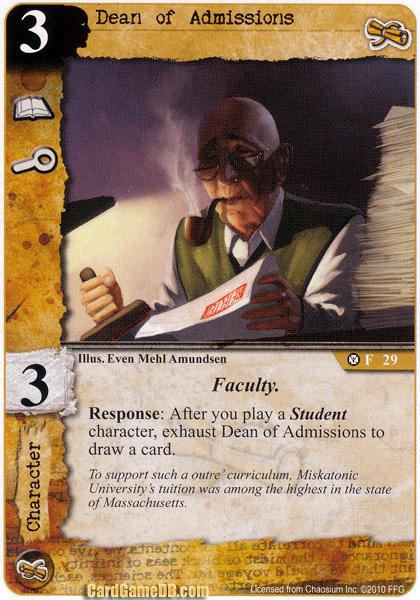 3 Dean of Admissions
Illus. Even Mehl Amundsen
F 29
3
Faculty.
Response: After you play a Student
character, exhaust Dean of Admissions to
draw a card.
To support such a outre' curriculum, Miskatonic
University's tuition was among the highest in the state
of Massachusetts.
Character
CardGameDB.com
Licensed from Chaosium Inc. ©2010 FFG